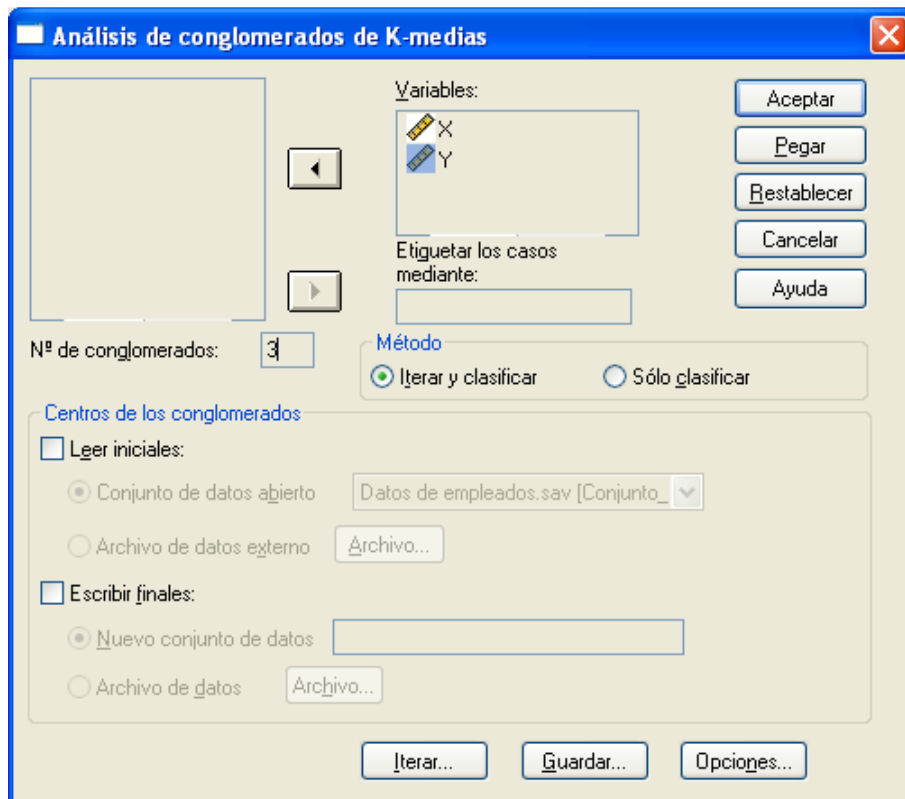 Análisis de conglomerados de K-medias
Variables:
X
Y
Etiquetar los casos
mediante:
Aceptar
Pegar
Restablecer
Cancelar
Ayuda
Nº de conglomerados:
3
Método
Iterar y clasificar
Sólo clasificar
Centros de los conglomerados
Leer iniciales:
Conjunto de datos abierto
Datos de empleados.sav [Conjunto_
Archivo de datos externo
Archivo...
Escribir finales:
Nuevo conjunto de datos
Archivo de datos
Archivo...
Iterar...
Guardar...
Opciones...